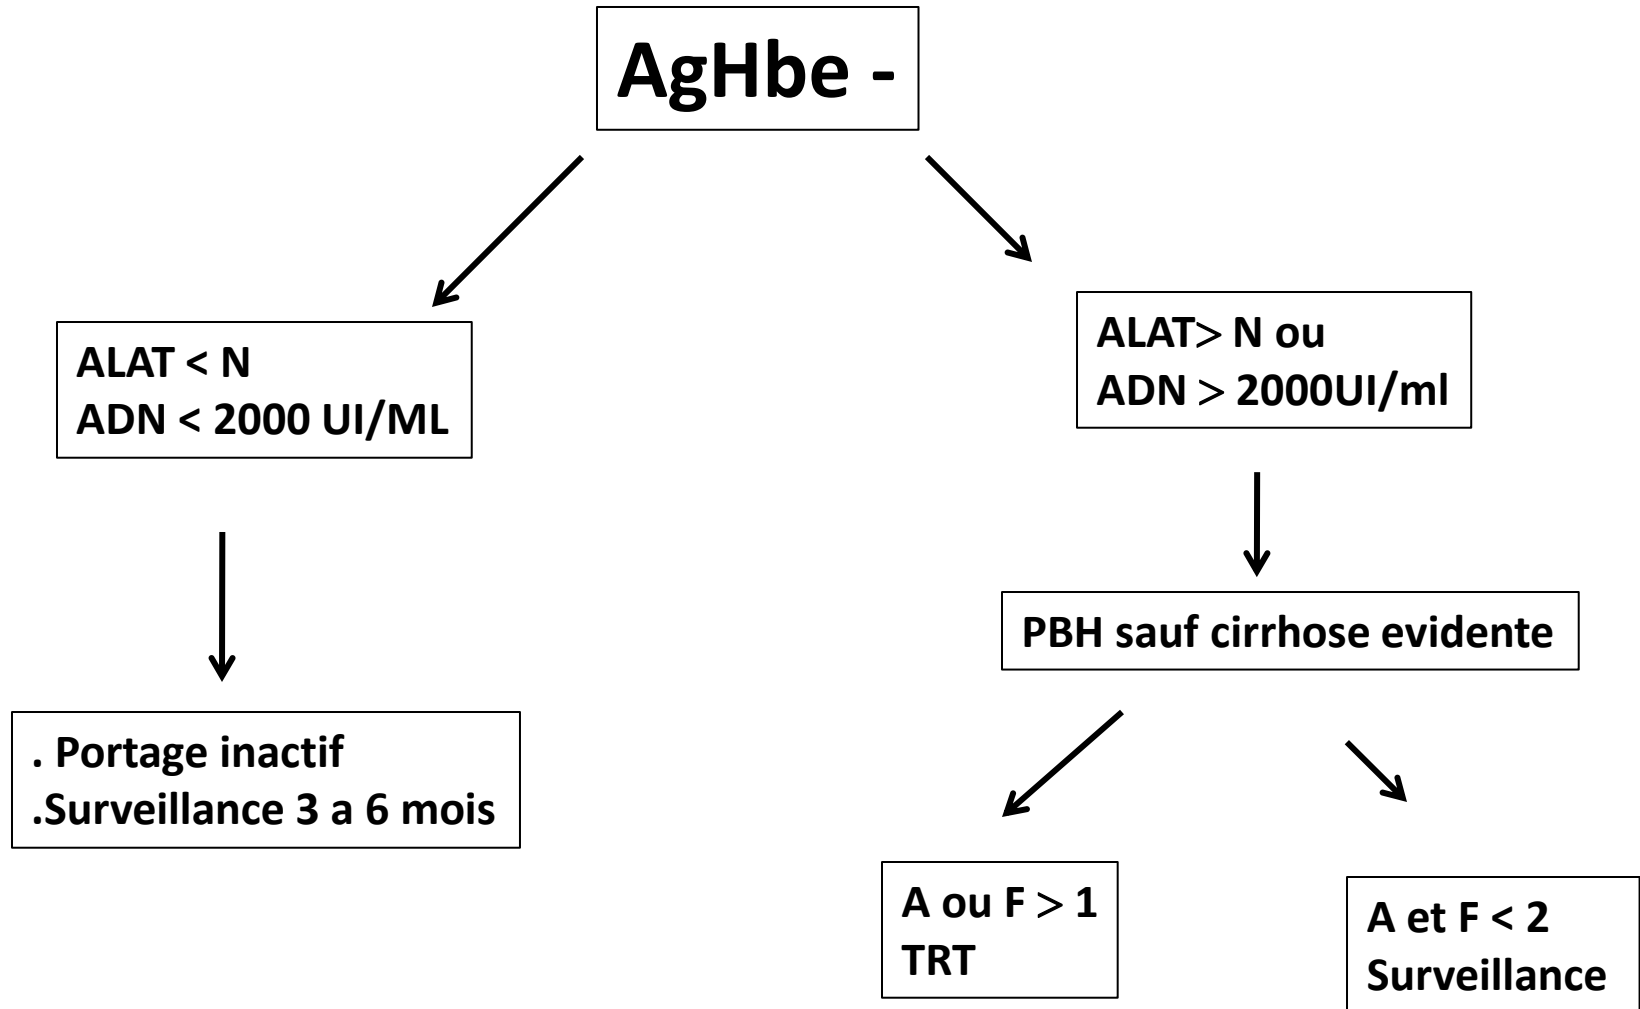 AgHbe -
ALAT < N
ADN < 2000 UI/ML
ALAT> N ou
ADN > 2000UI/ml
PBH sauf cirrhose evidente
. Portage inactif
.Surveillance 3 a 6 mois
A ou F > 1
TRT
A et F < 2
Surveillance